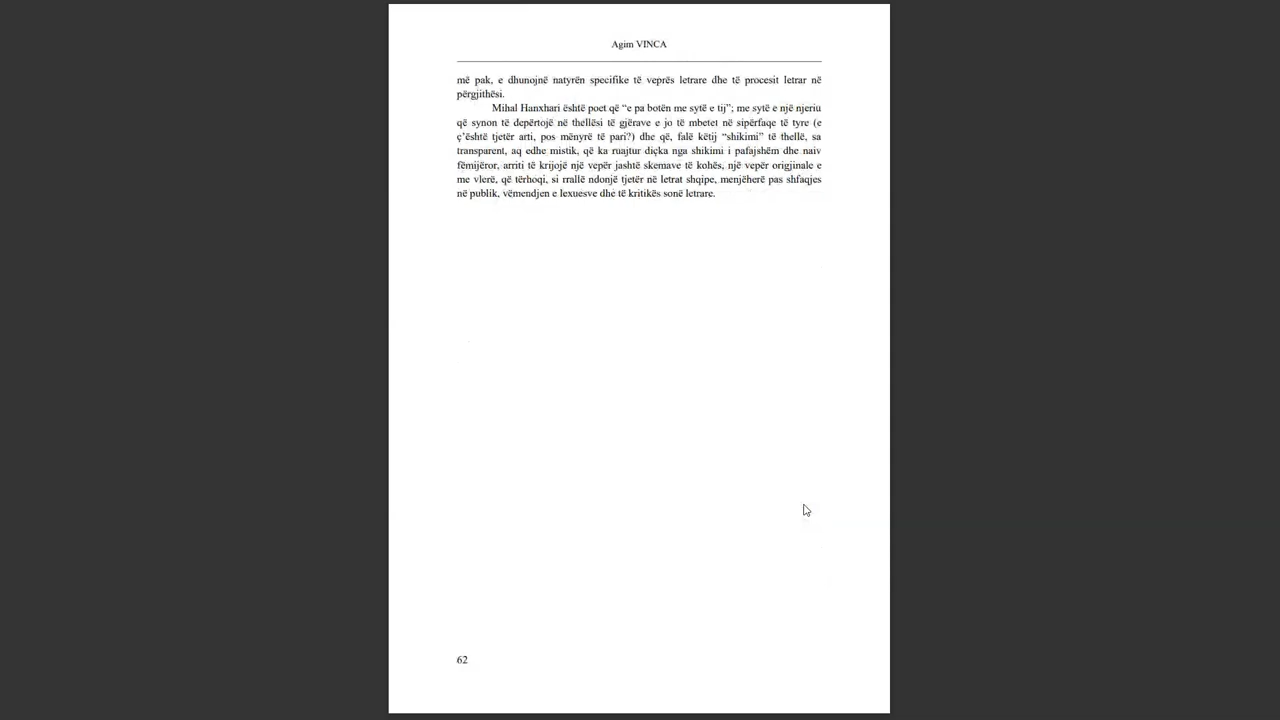 Agim VINCA
më pak, e dhunojnë natyrën specifike të veprës letrare dhe të procesit letrar në
përgjithësi.
Mihal Hanxhari është poet që “e pa botën me sytë e tij”; me sytë e një njeriu
që synon të depërtojë në thellësi të gjërave e jo të mbetet në sipërfaqe të tyre (e
ç’është tjetër arti, pos mënyrë të pari?) dhe që, falë këtij “shikimi” të thellë, sa
transparent, aq edhe mistik, që ka ruajtur diçka nga shikimi i pafajshëm dhe naiv
fëmijëror, arriti të krijojë një vepër jashtë skemave të kohës, një vepër origjinale e
me vlerë, që tërhoqi, si rrallë ndonjë tjetër në letrat shqipe, menjëherë pas shfaqjes
në publik, vëmendjen e lexuesve dhe të kritikës sonë letrare.
62